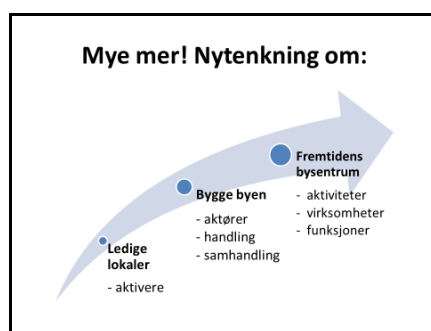 Mye mer! Nytenkning om:
Ledige
lokaler
- aktivere
Bygge byen
- aktører
- handling
- samhandling
Fremtidens
bysentrum
- aktiviteter
- virksomheter
- funksjoner